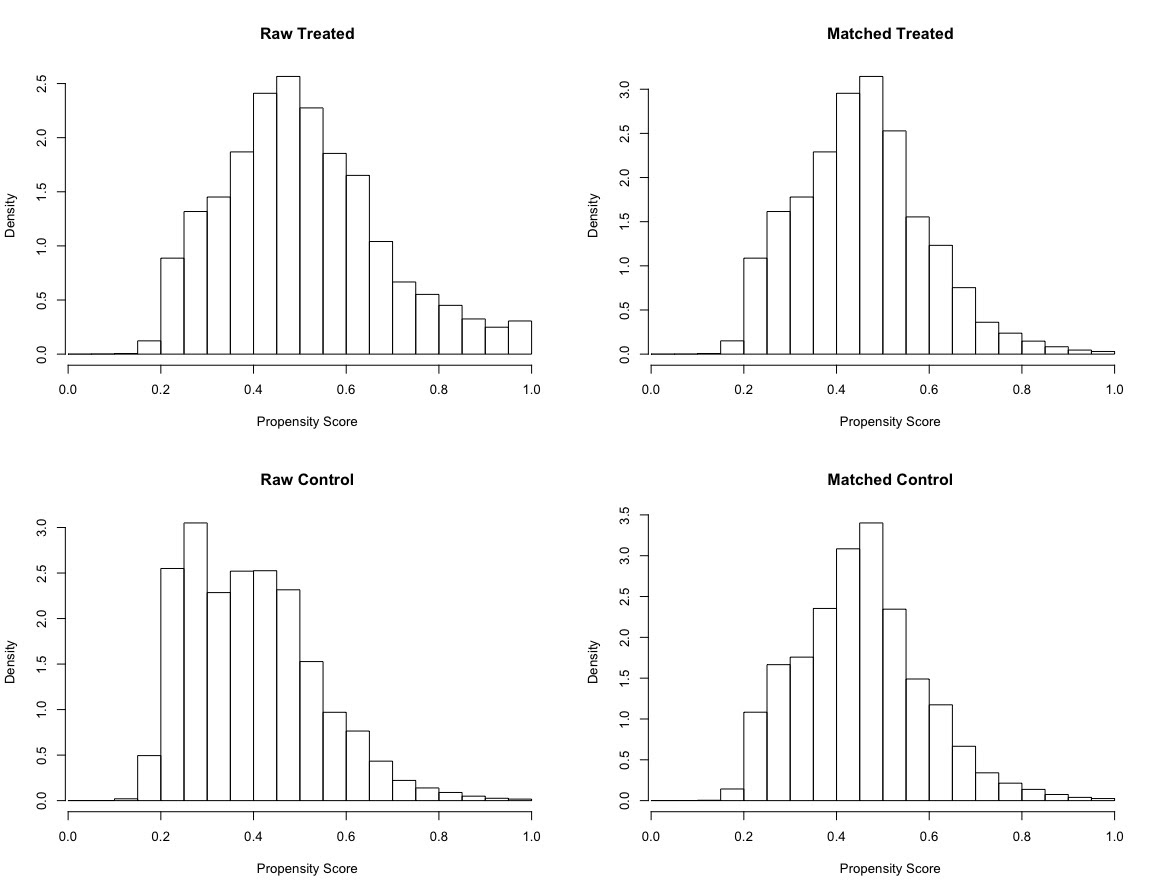 Raw Treated
Density
0.0 0.5 1.0 1.5 2.0 2.5
0.0 0.2 0.4 0.6 0.8 1.0
Propensity Score
Matched Treated
Density
0.0 0.5 1.0 1.5 2.0 2.5 3.0
0.0 0.2 0.4 0.6 0.8 1.0
Propensity Score
Raw Control
Density
0.0 0.5 1.0 1.5 2.0 2.5 3.0
0.0 0.2 0.4 0.6 0.8 1.0
Propensity Score
Matched Control
Density
0.0 0.5 1.0 1.5 2.0 2.5 3.0 3.5
0.0 0.2 0.4 0.6 0.8 1.0
Propensity Score